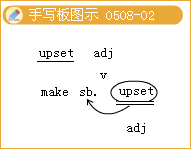 手写板图示 0508-02
upset adj
v
make sb. upset
adj